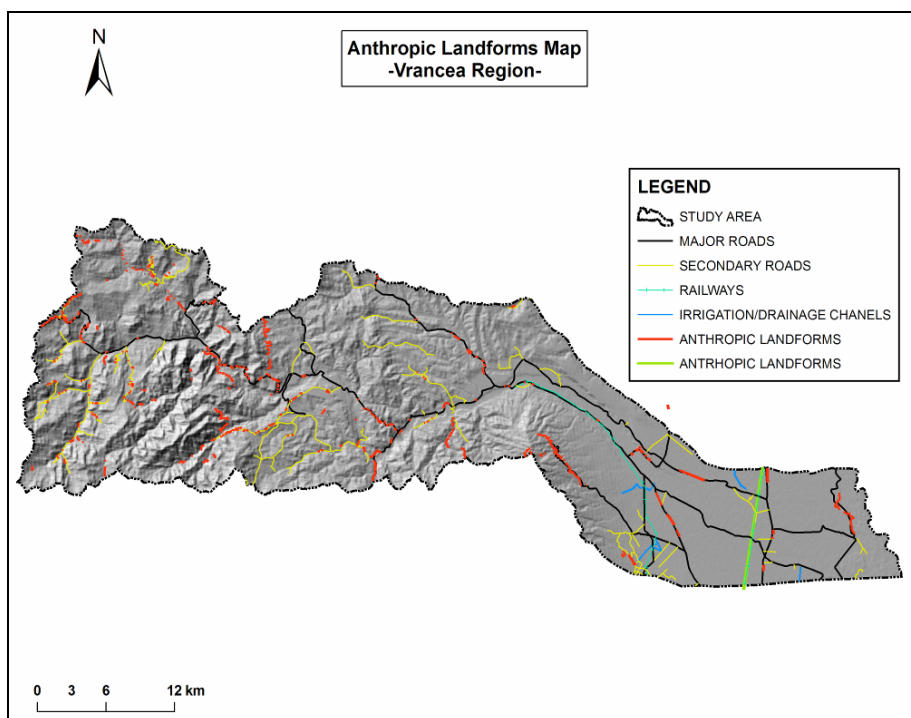 N
Anthropic Landforms Map
-Vrancea Region-
LEGEND
STUDY AREA
MAJOR ROADS
SECONDARY ROADS
RAILWAYS
IRRIGATION/DRAINAGE CHANELS
ANTHROPIC LANDFORMS
ANTRHOPIC LANDFORMS
0 3 6 12 km